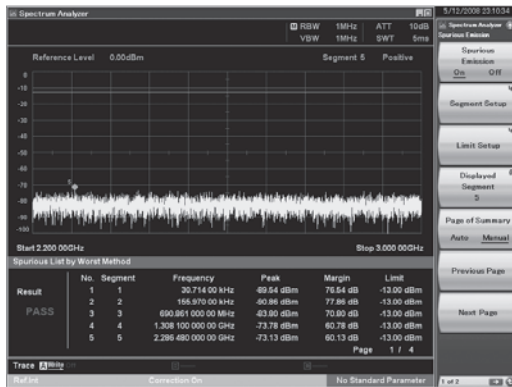 Spectrum Analyzer
5/12/2008 23:10:34
RBW 1MHz ATT 10dB
VBW 1MHz SWT 5ms
Reference Level 0.00dBm Segment 5 Positive
0
-10
-20
-30
-40
-50
-60
-70
-80
-90
-100
5
Start 2.200 00GHz Stop 3.000 00GHz
Spurious List by Worst Method
No. Segment Frequency Peak Margin Limit
Result 1 1 30.714 00 kHz -89.54 dBm 76.54 dB -13.00 dBm
PASS 2 2 155.970 00 kHz -90.86 dBm 77.86 dB -13.00 dBm
3 3 690.861 000 00 MHz -83.80 dBm 70.80 dB -13.00 dBm
4 4 1.308 100 000 00 GHz -73.78 dBm 60.78 dB -13.00 dBm
5 5 2.286 480 000 00 GHz -73.13 dBm 60.13 dB -13.00 dBm
Page 1 / 4
Trace A Write
Ref.Int Correction On No Standard Parameter
Spectrum Analyzer
Spurious Emission
Spurious
Emission
On Off
Segment Setup
Limit Setup
Displayed
Segment
5
Page of Summary
Auto Manual
Previous Page
Next Page
1 of 2